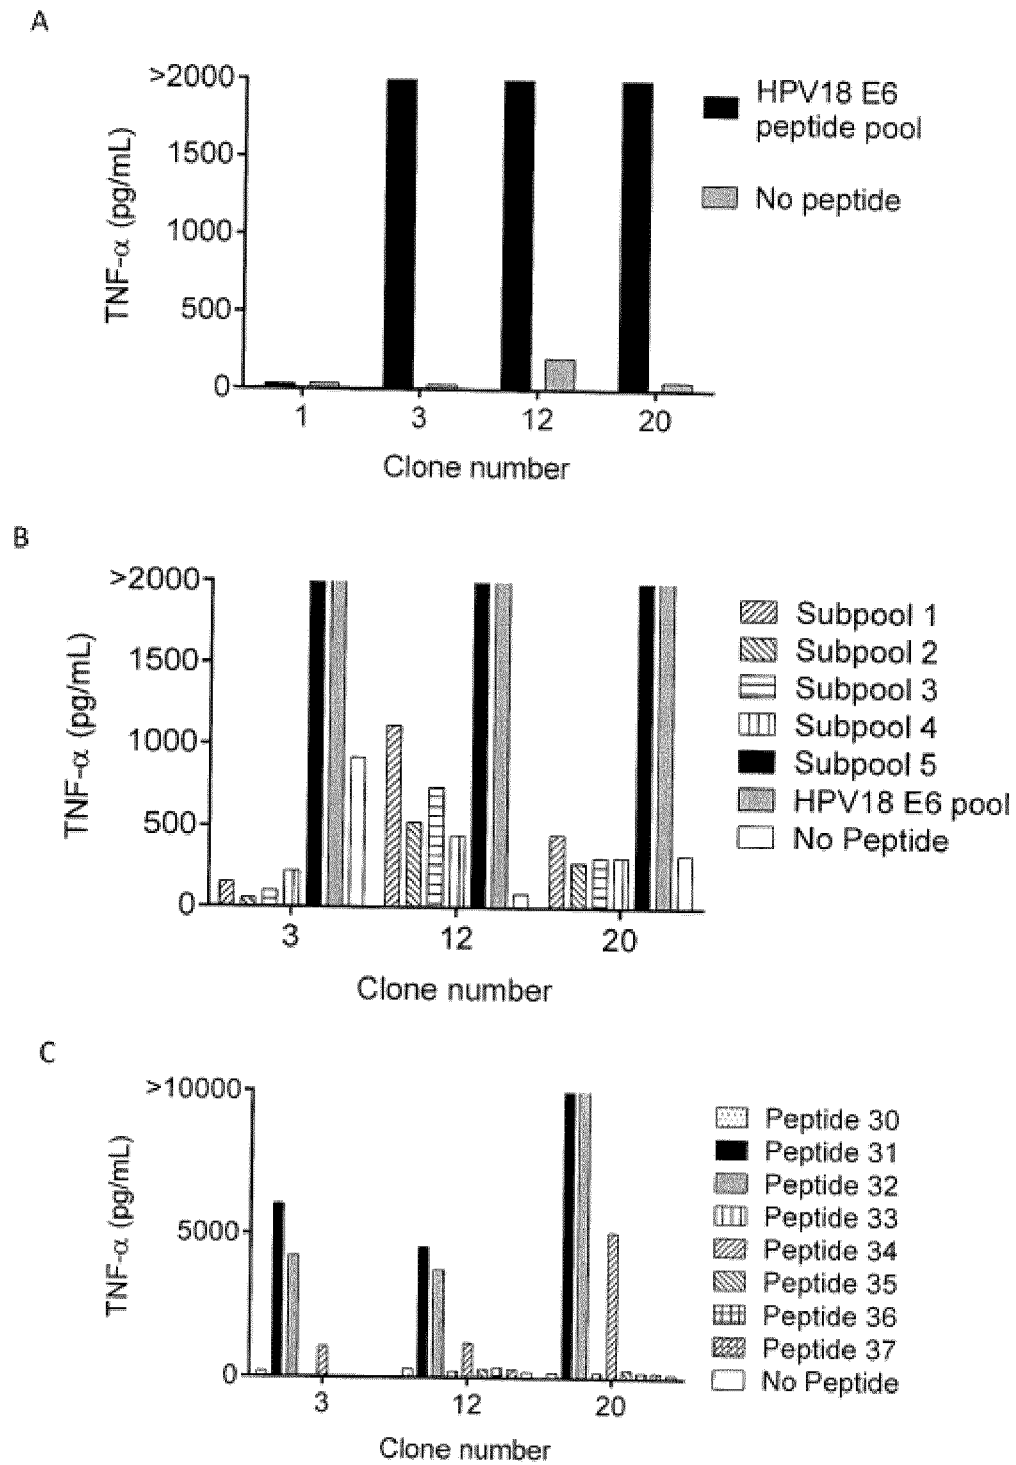 A
>2000
1500
1000
500
0
TNF-α (pg/mL)
1
3
12
20
Clone number
HPV18 E6
peptide pool
No peptide
B
>2000
1500
1000
500
0
TNF-α (pg/mL)
3
12
20
Clone number
Subpool 1
Subpool 2
Subpool 3
Subpool 4
Subpool 5
HPV18 E6 pool
No Peptide
C
>10000
5000
0
TNF-α (pg/mL)
3
12
20
Clone number
Peptide 30
Peptide 31
Peptide 32
Peptide 33
Peptide 34
Peptide 35
Peptide 36
Peptide 37
No Peptide